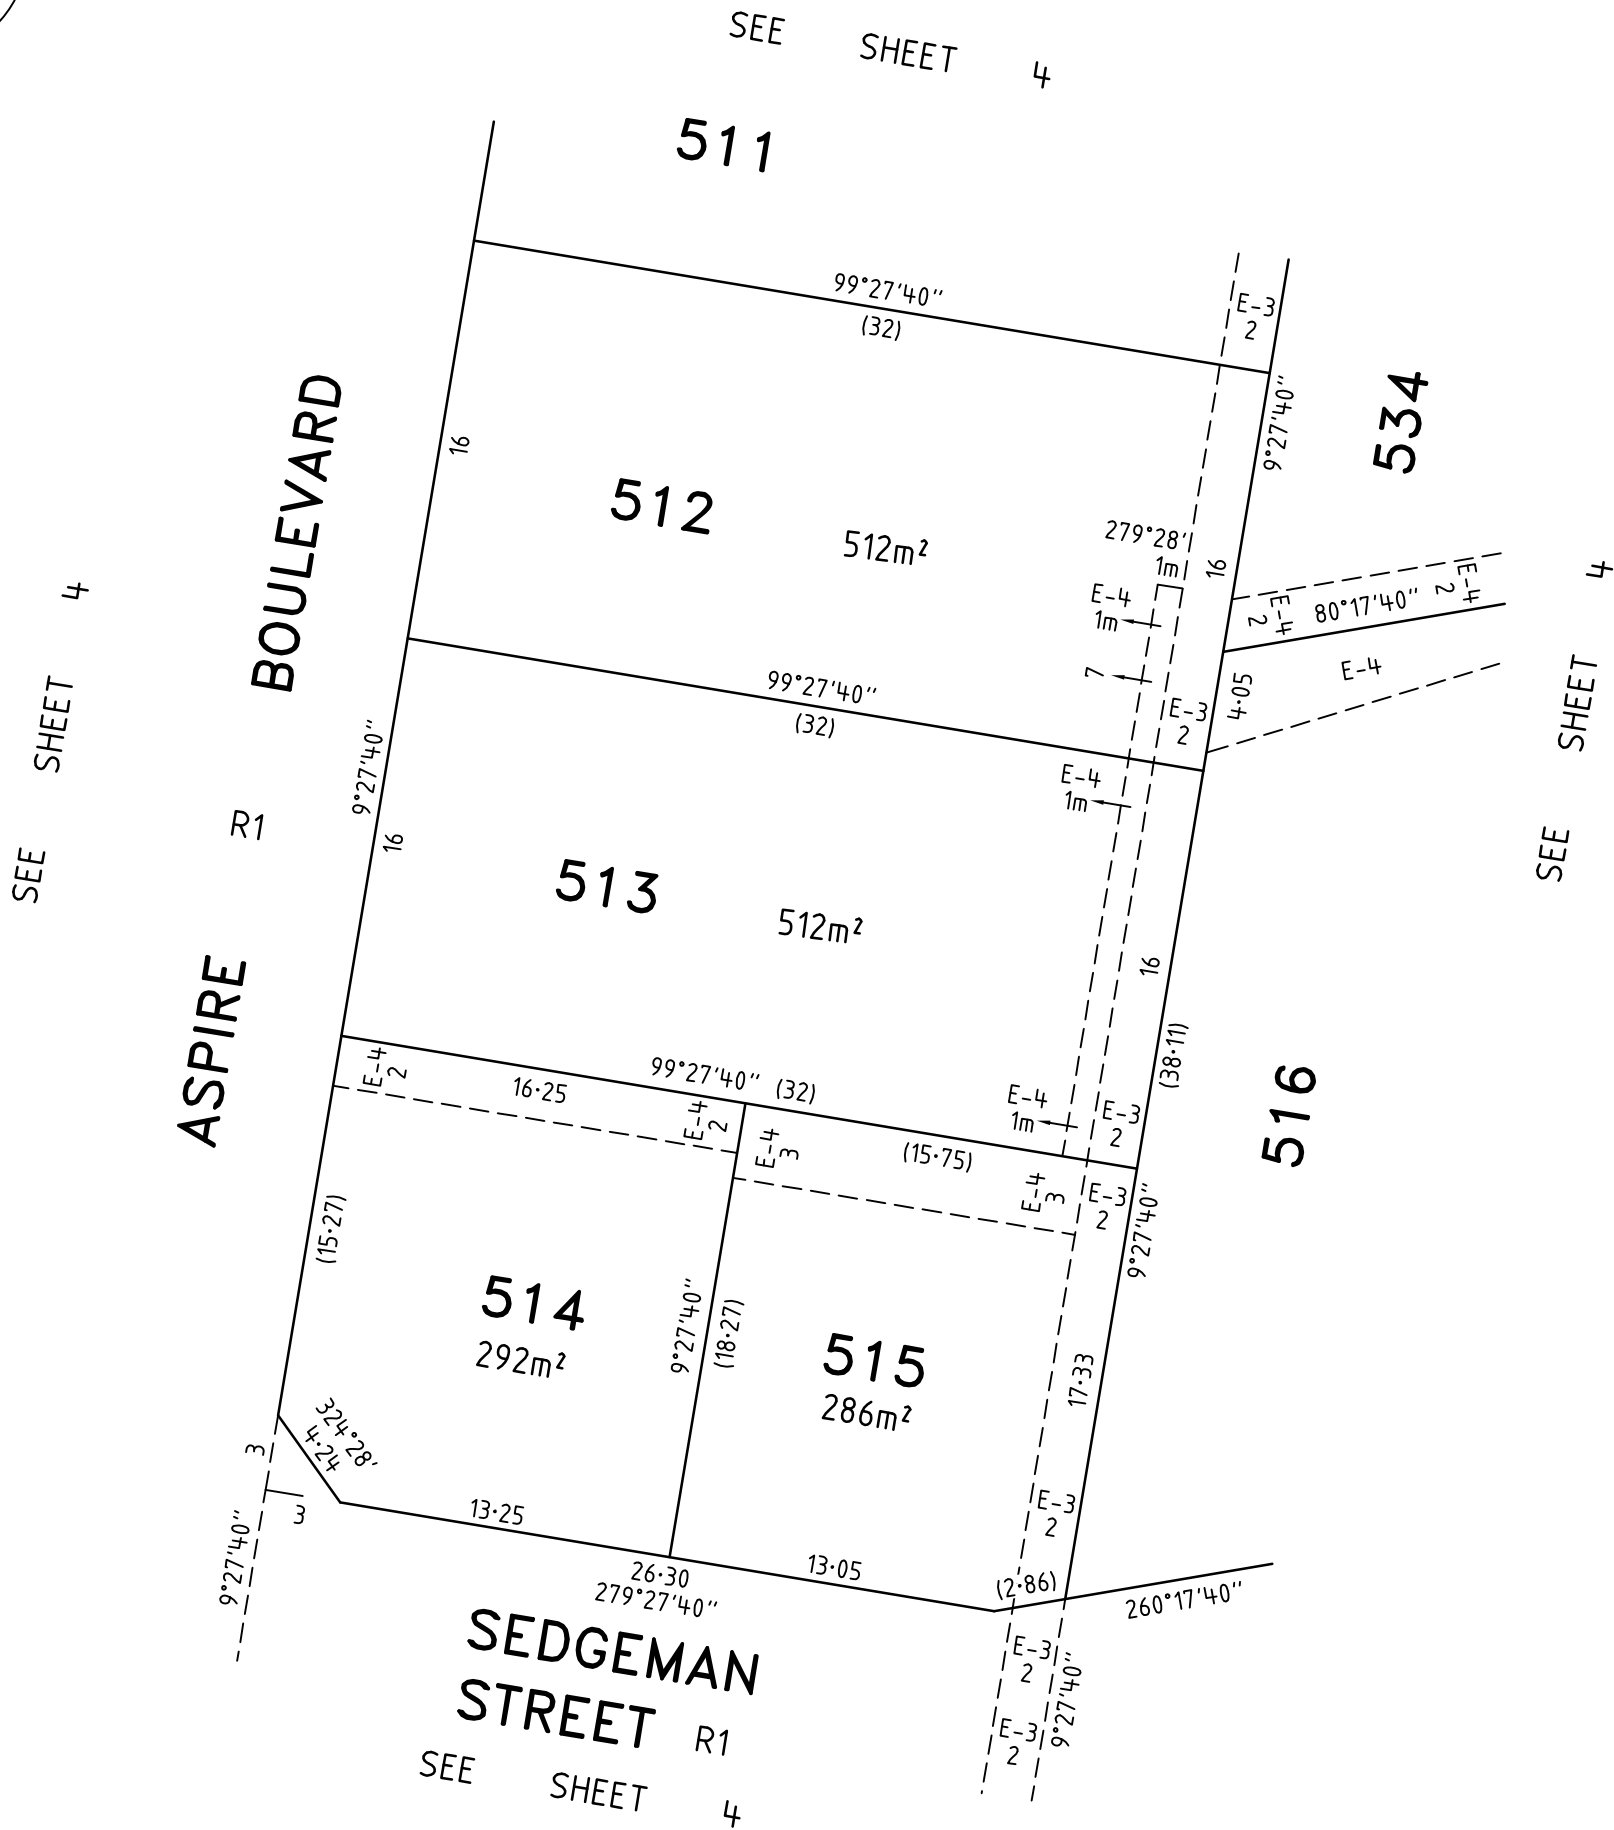 SEE SHEET 4
511
99°27'40"
(32)
E-3
2
9°27'40"
534
BOULEVARD
16
512
512m²
279°28'
1m
16
E-4
1m
7
E-4
2
80°17'40"
E-4
2
E-4
4·05
E-3
2
SEE SHEET 4
SEE SHEET 4
99°27'40"
(32)
9°27'40"
R1
16
513
512m²
E-4
1m
16
(38·11)
ASPIRE
516
E-4
2
16·25
99°27'40" (32)
E-4
2
E-4
3
(15·75)
E-4
1m
E-3
2
E-4
3
E-3
2
9°27'40"
(15·27)
514
292m²
9°27'40"
(18·27)
515
286m²
17·33
324°28'
4·24
3
3
9°27'40"
13·25
13·05
26·30
279°27'40"
E-3
2
(2·86)
260°17'40"
SEDGEMAN
STREET R1
E-3
2
E-3
2
9°27'40"
SEE SHEET 4